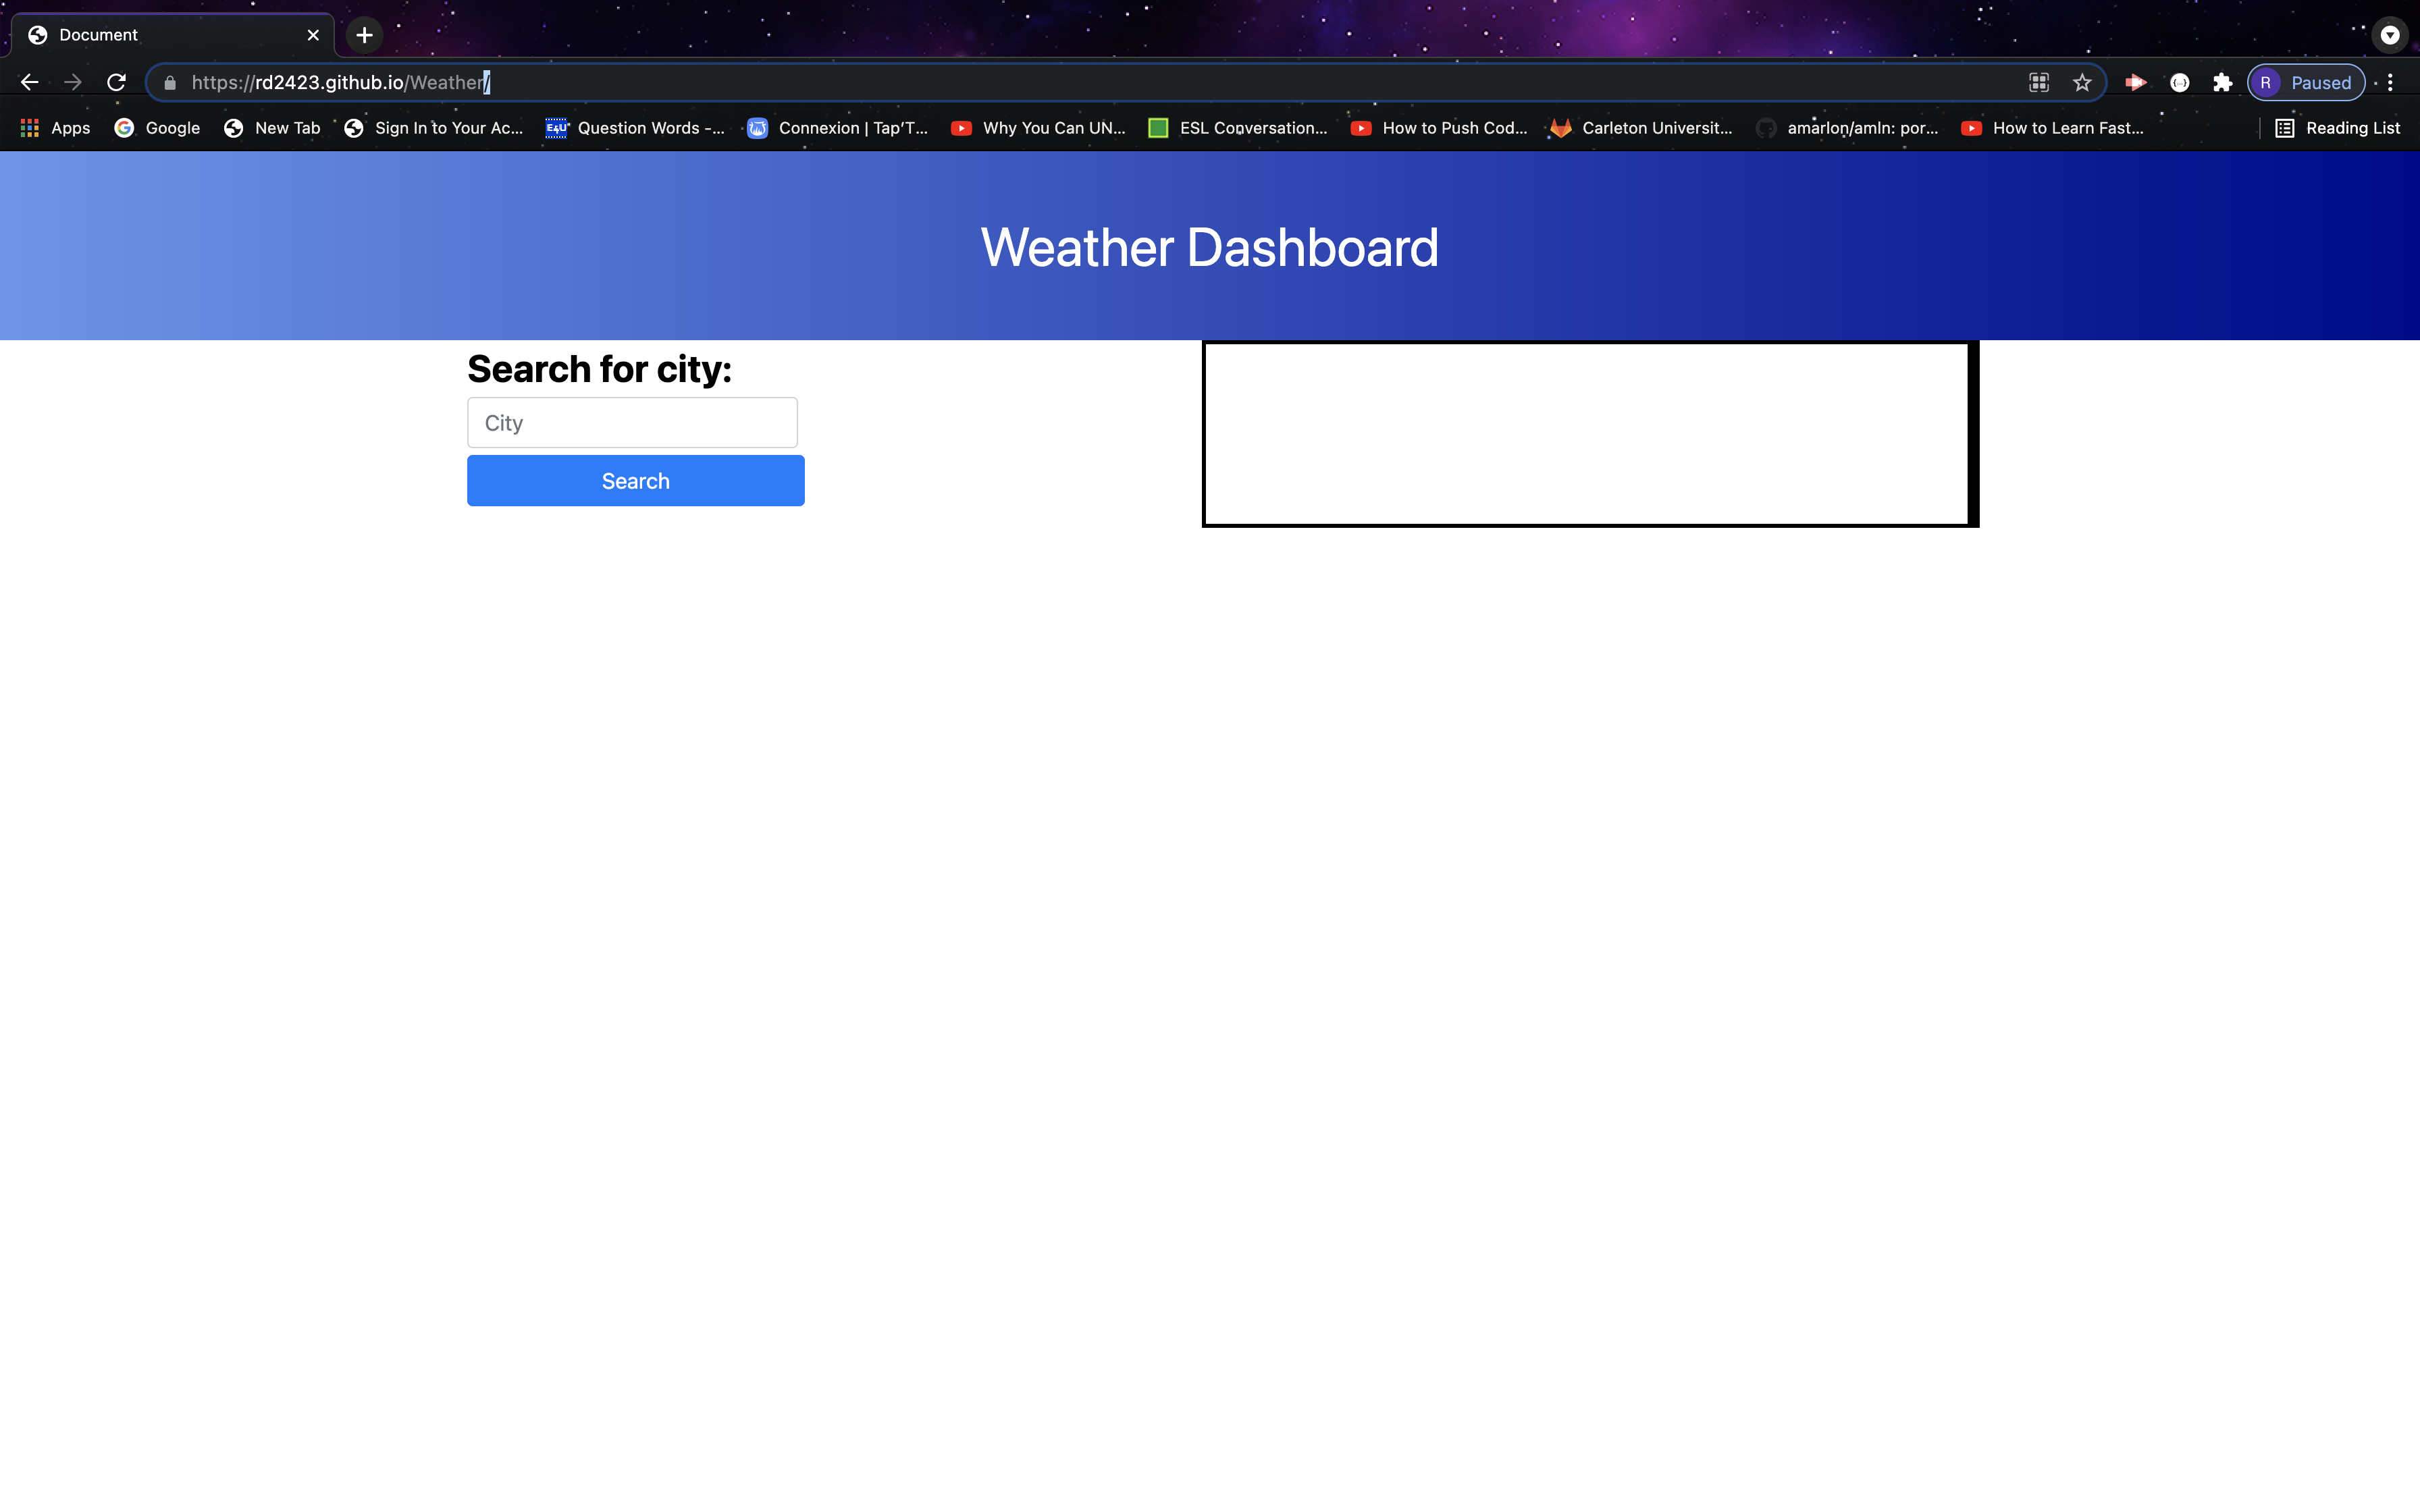 Document
https://rd2423.github.io/Weather/
R Paused
Apps Google New Tab Sign In to Your Ac... E4U Question Words -... Connexion | Tap'T... Why You Can UN... ESL Conversation... How to Push Cod... Carleton Universit... amarlon/amln: por... How to Learn Fast... Reading List
Weather Dashboard
Search for city:
City
Search